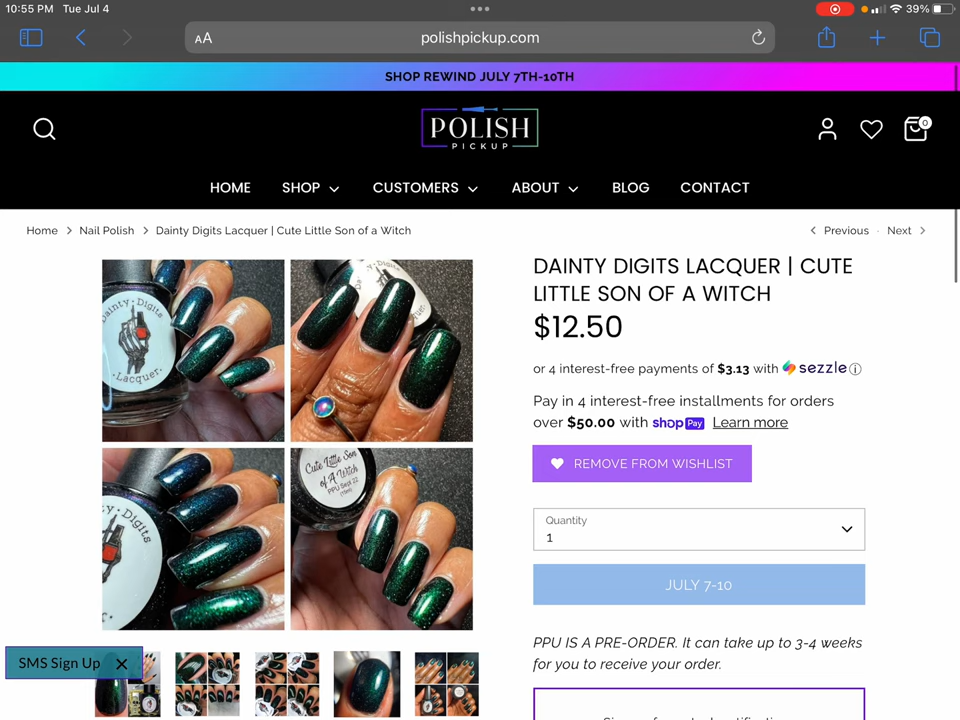 10:55 PM Tue Jul 4
39%
AA
polishpickup.com
SHOP REWIND JULY 7TH-10TH
POLISH
PICKUP
0
HOME SHOP CUSTOMERS ABOUT BLOG CONTACT
Home > Nail Polish > Dainty Digits Lacquer | Cute Little Son of a Witch
< Previous · Next >
DAINTY DIGITS LACQUER | CUTE
LITTLE SON OF A WITCH
$12.50
or 4 interest-free payments of $3.13 with sezzle
Pay in 4 interest-free installments for orders
over $50.00 with shop Pay Learn more
REMOVE FROM WISHLIST
Quantity
1
JULY 7-10
PPU IS A PRE-ORDER. It can take up to 3-4 weeks
for you to receive your order.
Dainty Digits
Lacquer
Cute Little Son
of A Witch
PPU Sept 22
SMS Sign Up ×